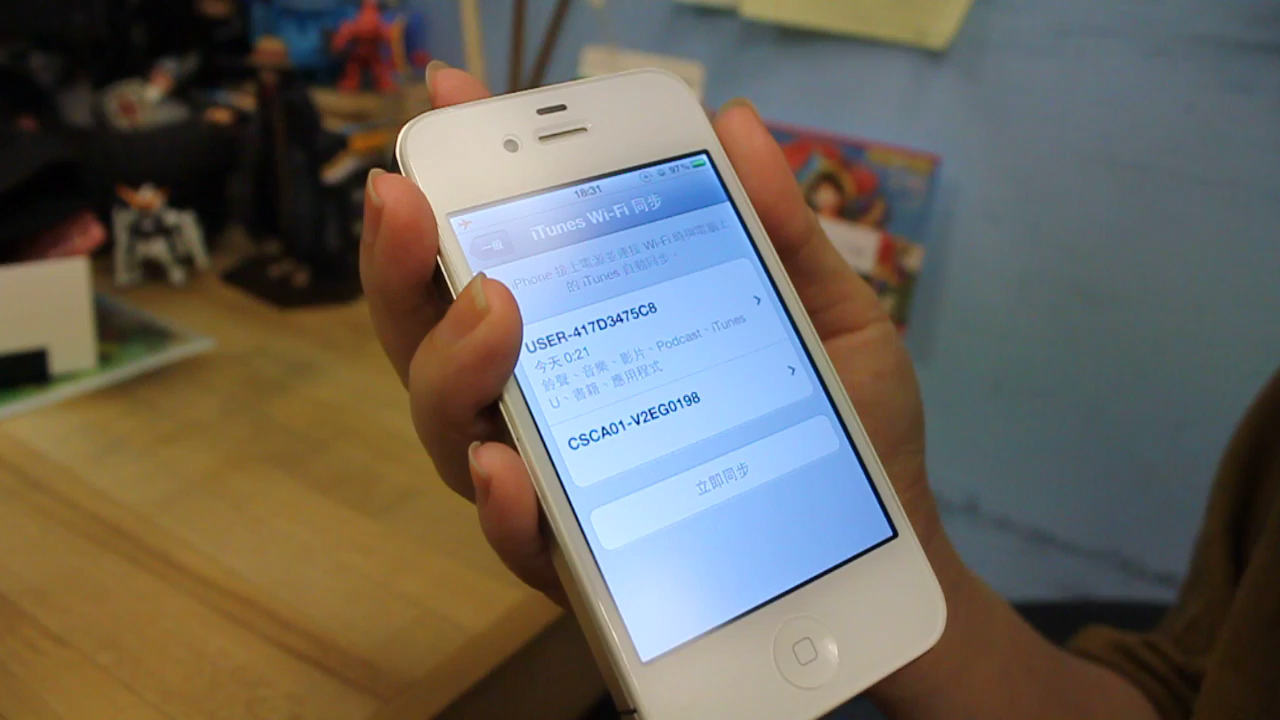 18:31
97%
一般
iTunes Wi-Fi 同步
iPhone 接上電源並連接 Wi-Fi 時與電腦上
的 iTunes 自動同步。
USER-417D3475C8
今天 0:21
鈴聲、音樂、影片、Podcast、iTunes
U、書籍、應用程式
CSCA01-V2EG0198
立即同步